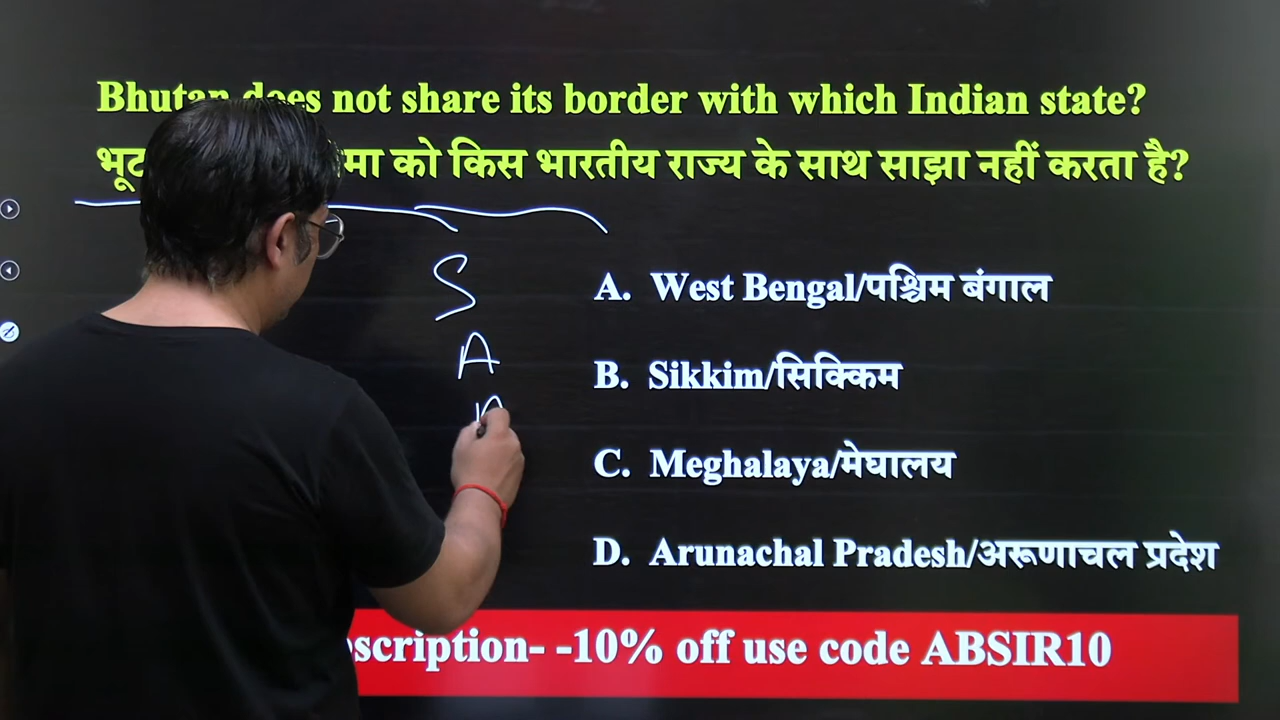 Bhutan does not share its border with which Indian state?
को किस भारतीय राज्य के साथ साझा नहीं करता है?
S
A
A. West Bengal/पश्चिम बंगाल
B. Sikkim/सिक्किम
C. Meghalaya/मेघालय
D. Arunachal Pradesh/अरूणाचल प्रदेश
-10% off use code ABSIR10